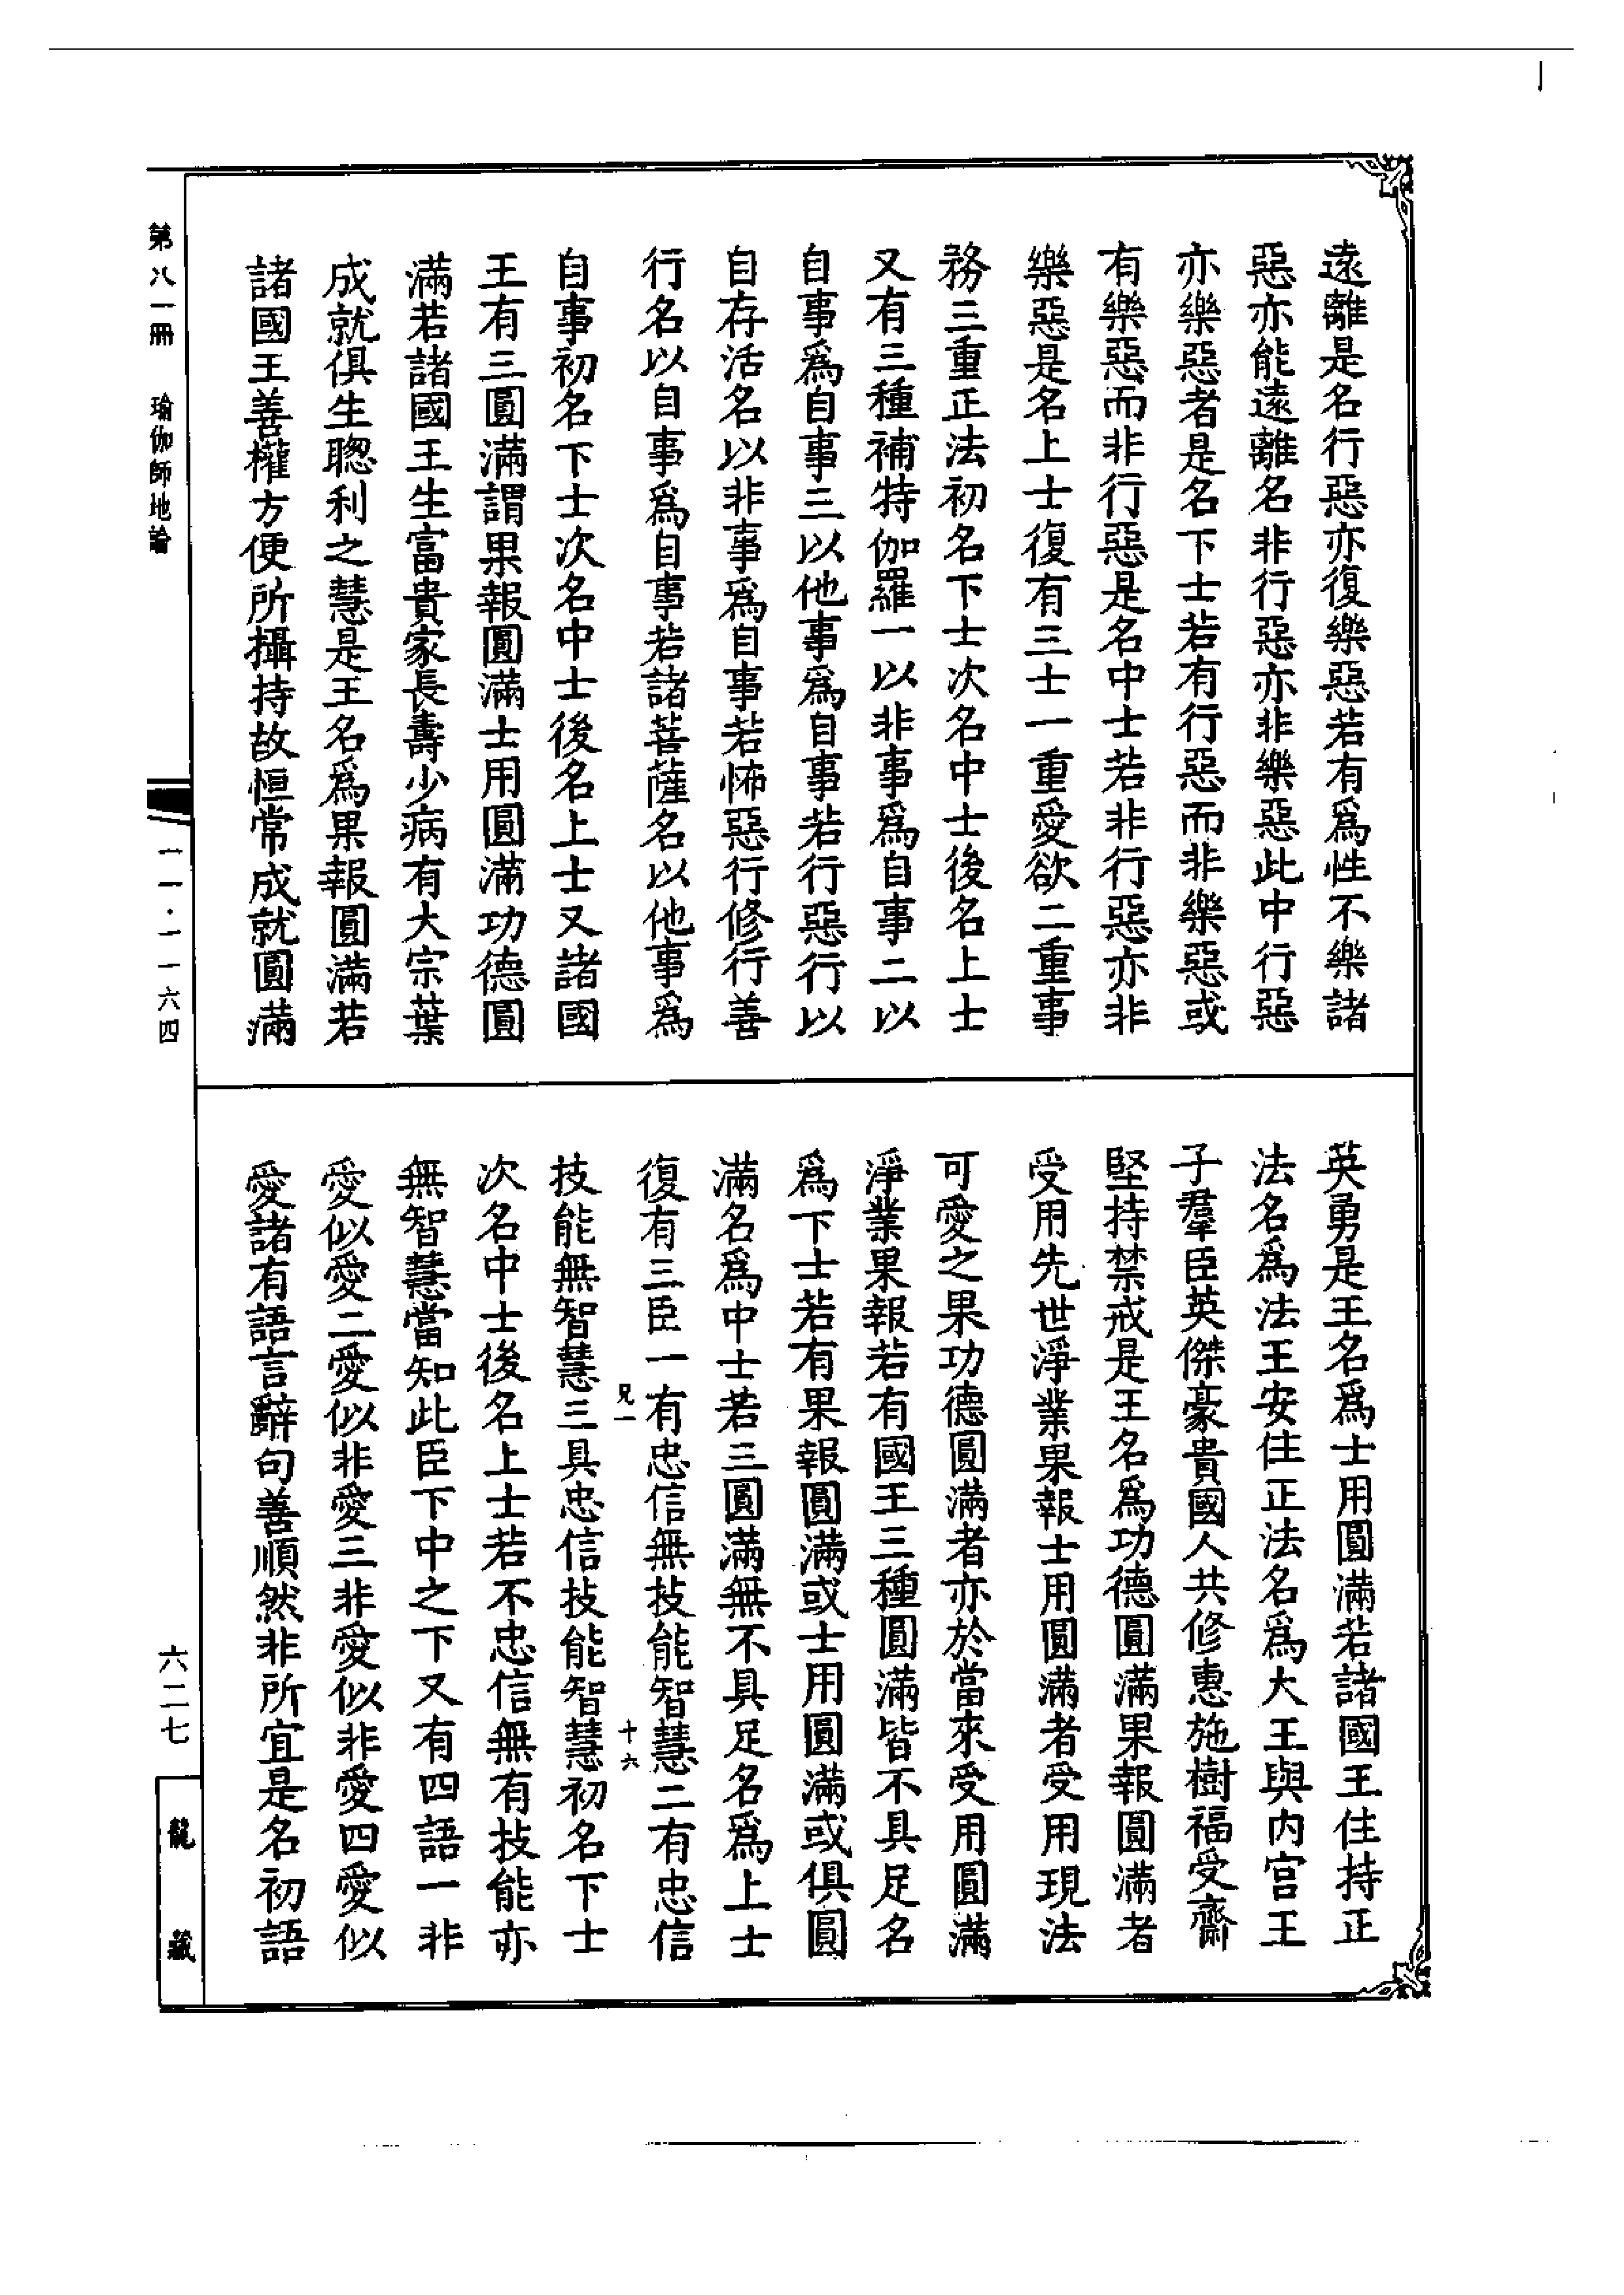 遠離是名行惡亦復樂惡若有爲性不樂諸
惡亦能遠離名非行惡亦非樂惡此中行惡
亦樂惡者是名下士若有行惡而非樂惡或
有樂惡而非行惡是名中士若非行惡亦非
樂惡是名上士復有三士一重愛欲二重事
務三重正法初名下士次名中士後名上士
又有三種補特伽羅一以非事爲自事二以
自事爲自事三以他事爲自事若行惡行以
自存活名以非事爲自事若怖惡行修行善
行名以自事爲自事若諸菩薩名以他事爲
自事初名下士次名中士後名上士又諸國
王有三圓滿謂果報圓滿士用圓滿功德圓
滿若諸國王生富貴家長壽少病有大宗葉
成就俱生聰利之慧是王名爲果報圓滿若
諸國王善權方便所攝持故恒常成就圓滿
英勇是王名爲士用圓滿若諸國王住持正
法名爲法王安住正法名爲大王與內宮王
子羣臣英傑豪貴國人共修惠施樹福受齋
堅持禁戒是王名爲功德圓滿果報圓滿者
受用先世淨業果報士用圓滿者受用現法
可愛之果功德圓滿者亦於當來受用圓滿
淨業果報若有國王三種圓滿皆不具足名
爲下士若有果報圓滿或士用圓滿或俱圓
滿名爲中士若三圓滿無不具足名爲上士
復有三臣一有忠信無技能智慧二有忠信
兄一 十六
技能無智慧三具忠信技能智慧初名下士
次名中士後名上士若不忠信無有技能亦
無智慧當知此臣下中之下又有四語一非
愛似愛二愛似非愛三非愛似非愛四愛似
愛諸有語言辭句善順然非所宜是名初語
第八一冊 瑜伽師地論
一一·一一六四
六二七
龍藏